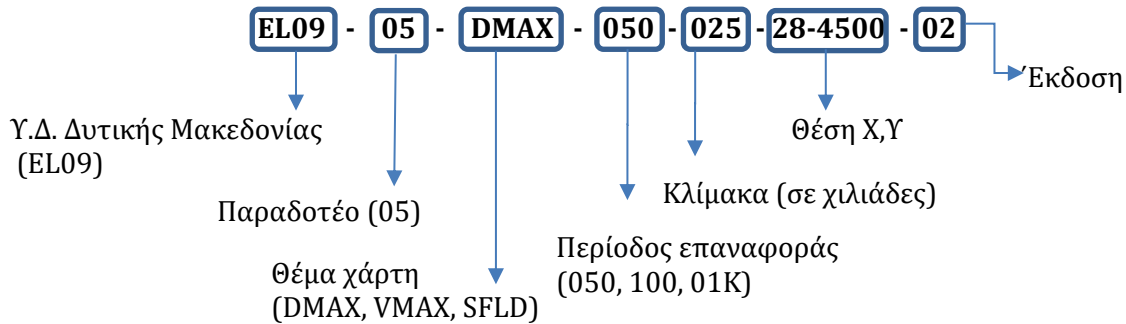 EL09 - 05 - DMAX - 050 - 025 - 28-4500 - 02
Έκδοση
Υ.Δ. Δυτικής Μακεδονίας
(EL09)
Θέση Χ,Υ
Παραδοτέο (05)
Κλίμακα (σε χιλιάδες)
Θέμα χάρτη
(DMAX, VMAX, SFLD)
Περίοδος επαναφοράς
(050, 100, 01K)